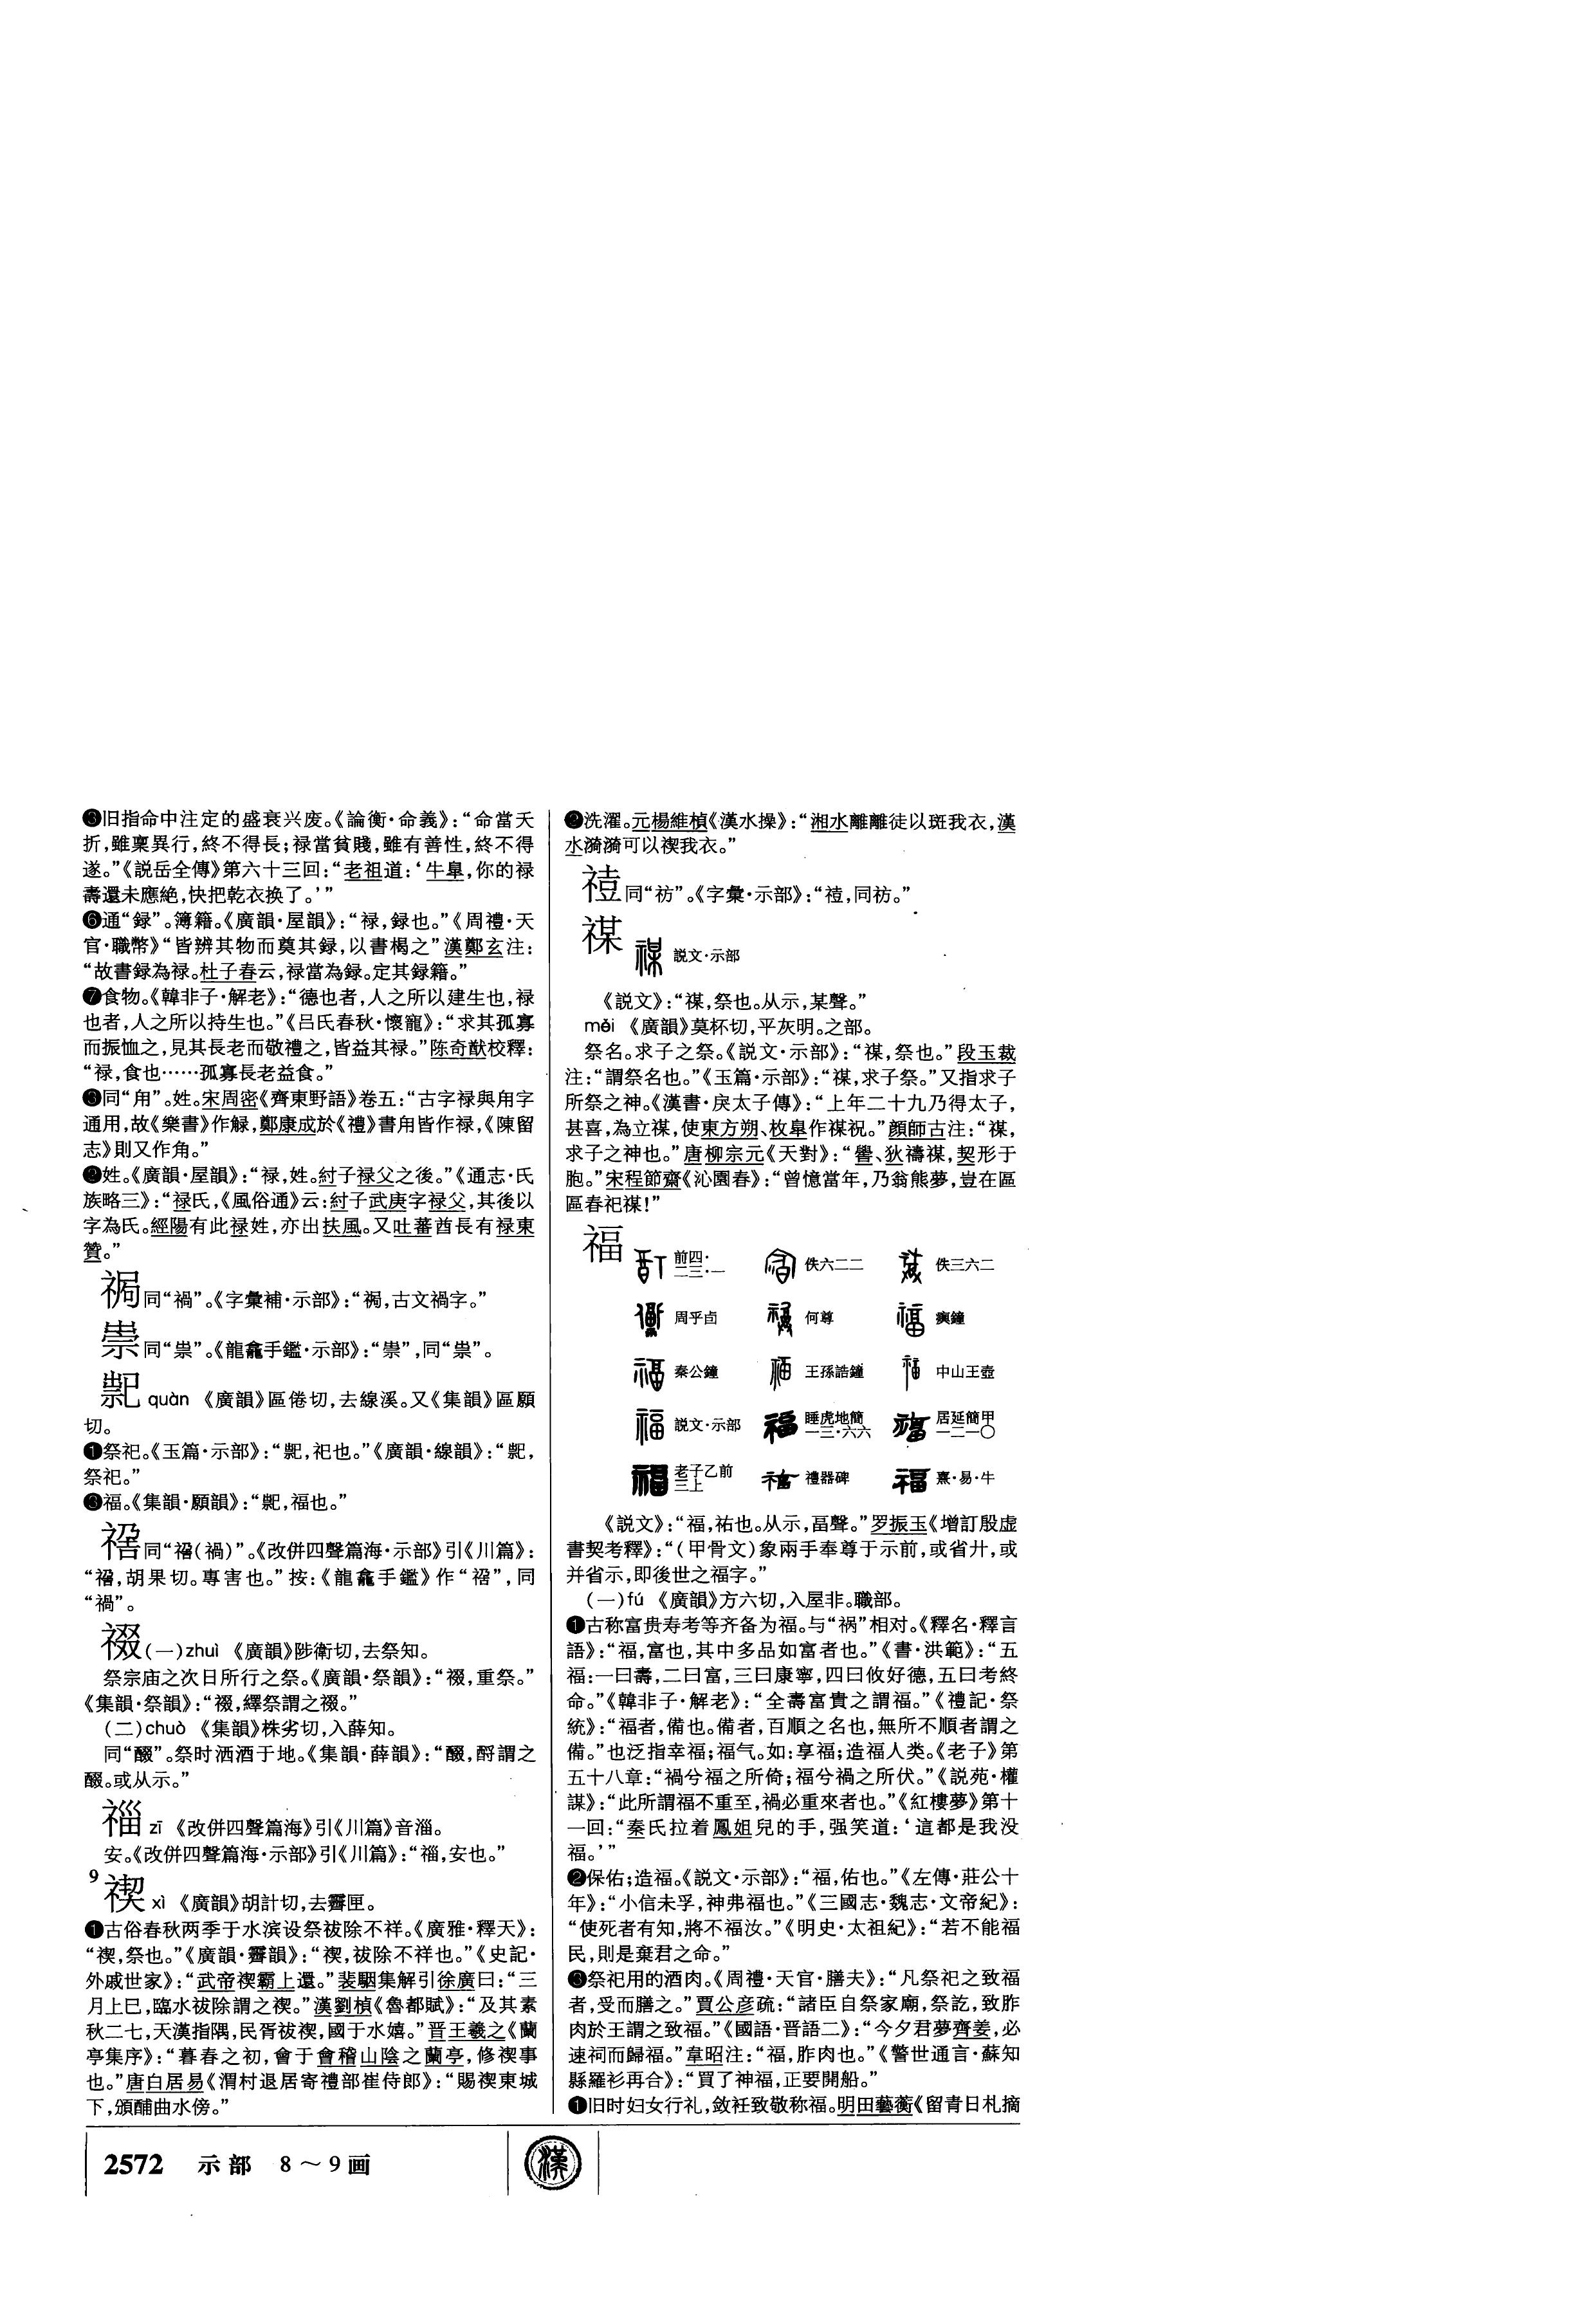 ❸旧指命中注定的盛衰兴废。《論衡·命義》：“命當夭
折，雖稟異行，終不得長；禄當貧賤，雖有善性，終不得
遂。”《説岳全傳》第六十三回：“老祖道：‘牛臯，你的禄
壽還未應絶，快把乾衣换了。’”
❻通“録”。簿籍。《廣韻·屋韻》：“禄，録也。”《周禮·天
官·職幣》“皆辨其物而奠其録，以書楬之”漢鄭玄注：
“故書録為禄。杜子春云，禄當為録。定其録籍。”
❼食物。《韓非子·解老》：“德也者，人之所以建生也，禄
也者，人之所以持生也。”《吕氏春秋·懷寵》：“求其孤寡
而振恤之，見其長老而敬禮之，皆益其禄。”陈奇猷校釋：
“禄，食也……孤寡長老益食。”
❸同“甪”。姓。宋周密《齊東野語》卷五：“古字禄與甪字
通用，故《樂書》作觮，鄭康成於《禮》書甪皆作禄，《陳留
志》則又作角。”
❷姓。《廣韻·屋韻》：“禄，姓。紂子禄父之後。”《通志·氏
族略三》：“禄氏，《風俗通》云：紂子武庚字禄父，其後以
字為氏。經陽有此禄姓，亦出扶風。又吐蕃酋長有禄東
贊。”
同“禍”。《字彙補·示部》：“䄎，古文禍字。”
同“祟”。《龍龕手鑑·示部》：“𥚔”，同“祟”。
quàn 《廣韻》區倦切，去線溪。又《集韻》區願
切。
❶祭祀。《玉篇·示部》：“，祀也。”《廣韻·線韻》：“，
祭祀。”
❸福。《集韻·願韻》：“，福也。”
同“（禍）”。《改併四聲篇海·示部》引《川篇》：
“，胡果切。專害也。”按：《龍龕手鑑》作“”，同
“禍”。
裰(一)zhuì 《廣韻》陟衛切，去祭知。
祭宗庙之次日所行之祭。《廣韻·祭韻》：“䄌，重祭。”
《集韻·祭韻》：“䄌，繹祭謂之䄌。”
(二)chuò 《集韻》株劣切，入薛知。
同“醊”。祭时洒酒于地。《集韻·薛韻》：“醊，酹謂之
醊。或从示。”
䄉 zī 《改併四聲篇海》引《川篇》音淄。
安。《改併四聲篇海·示部》引《川篇》：“䄉，安也。”
9
禊 xì 《廣韻》胡計切，去霽匣。
❶古俗春秋两季于水滨设祭祓除不祥。《廣雅·釋天》：
“禊，祭也。”《廣韻·霽韻》：“禊，祓除不祥也。”《史記·
外戚世家》：“武帝禊霸上還。”裴駰集解引徐廣曰：“三
月上巳，臨水祓除謂之禊。”漢劉楨《魯都賦》：“及其素
秋二七，天漢指隅，民胥祓禊，國于水嬉。”晋王羲之《蘭
亭集序》：“暮春之初，會于會稽山陰之蘭亭，修禊事
也。”唐白居易《渭村退居寄禮部崔侍郎》：“賜禊東城
下，頒酺曲水傍。”
❷洗濯。元楊維楨《漢水操》：“湘水離離徒以斑我衣，漢
水漪漪可以禊我衣。”
同“祊”。《字彙·示部》：“𥛜，同祊。”
禖
説文·示部
《説文》：“禖，祭也。从示，某聲。”
měi 《廣韻》莫杯切，平灰明。之部。
祭名。求子之祭。《説文·示部》：“禖，祭也。”段玉裁
注：“謂祭名也。”《玉篇·示部》：“禖，求子祭。”又指求子
所祭之神。《漢書·戾太子傳》：“上年二十九乃得太子，
甚喜，為立禖，使東方朔、枚臯作禖祝。”顔師古注：“禖，
求子之神也。”唐柳宗元《天對》：“嚳、狄禱禖，契形于
胞。”宋程節齋《沁園春》：“曾憶當年，乃翁熊夢，豈在區
區春祀禖！”
福
前四·二三·一 佚六二二 佚三六二
周乎卣 何尊 㾓鐘
秦公鐘 王孫誥鐘 中山王壺
説文·示部 睡虎地簡一三·六六 居延簡甲一二一〇
老子乙前三上 禮器碑 熹·易·牛
《説文》：“福，祐也。从示，畐聲。”罗振玉《增訂殷虚
書契考釋》：“(甲骨文)象兩手奉尊于示前，或省廾，或
并省示，即後世之福字。”
(一)fú 《廣韻》方六切，入屋非。職部。
❶古称富贵寿考等齐备为福。与“祸”相对。《釋名·釋言
語》：“福，富也，其中多品如富者也。”《書·洪範》：“五
福：一曰壽，二曰富，三曰康寧，四曰攸好德，五曰考終
命。”《韓非子·解老》：“全壽富貴之謂福。”《禮記·祭
統》：“福者，備也。備者，百順之名也，無所不順者謂之
備。”也泛指幸福；福气。如：享福；造福人类。《老子》第
五十八章：“禍兮福之所倚；福兮禍之所伏。”《説苑·權
謀》：“此所謂福不重至，禍必重來者也。”《紅樓夢》第十
一回：“秦氏拉着鳳姐兒的手，强笑道：‘這都是我没
福。’”
❷保佑；造福。《説文·示部》：“福，佑也。”《左傳·莊公十
年》：“小信未孚，神弗福也。”《三國志·魏志·文帝紀》：
“使死者有知，將不福汝。”《明史·太祖紀》：“若不能福
民，則是棄君之命。”
❸祭祀用的酒肉。《周禮·天官·膳夫》：“凡祭祀之致福
者，受而膳之。”賈公彦疏：“諸臣自祭家廟，祭訖，致胙
肉於王謂之致福。”《國語·晋語二》：“今夕君夢齊姜，必
速祠而歸福。”韋昭注：“福，胙肉也。”《警世通言·蘇知
縣羅衫再合》：“買了神福，正要開船。”
❶旧时妇女行礼，敛衽致敬称福。明田藝蘅《留青日札摘
2572 示部 8～9画
漢